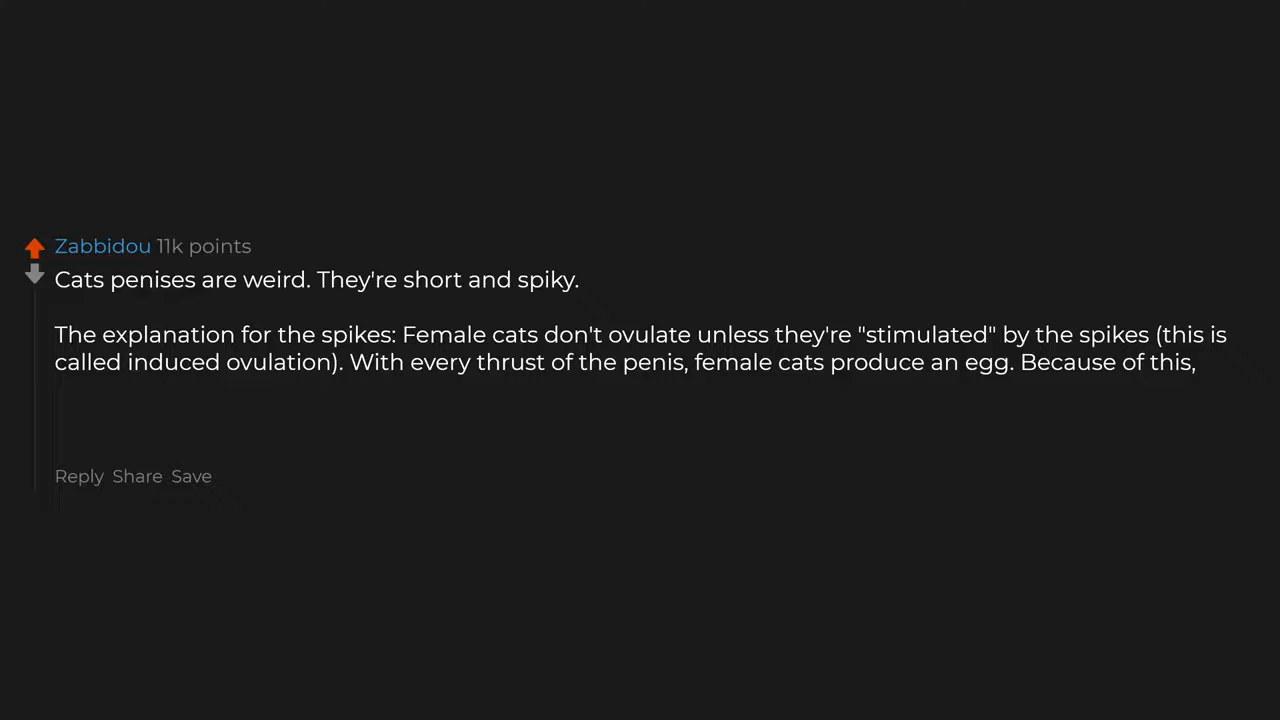 Zabbidou 11k points
Cats penises are weird. They're short and spiky.
The explanation for the spikes: Female cats don't ovulate unless they're "stimulated" by the spikes (this is
called induced ovulation). With every thrust of the penis, female cats produce an egg. Because of this,
Reply Share Save